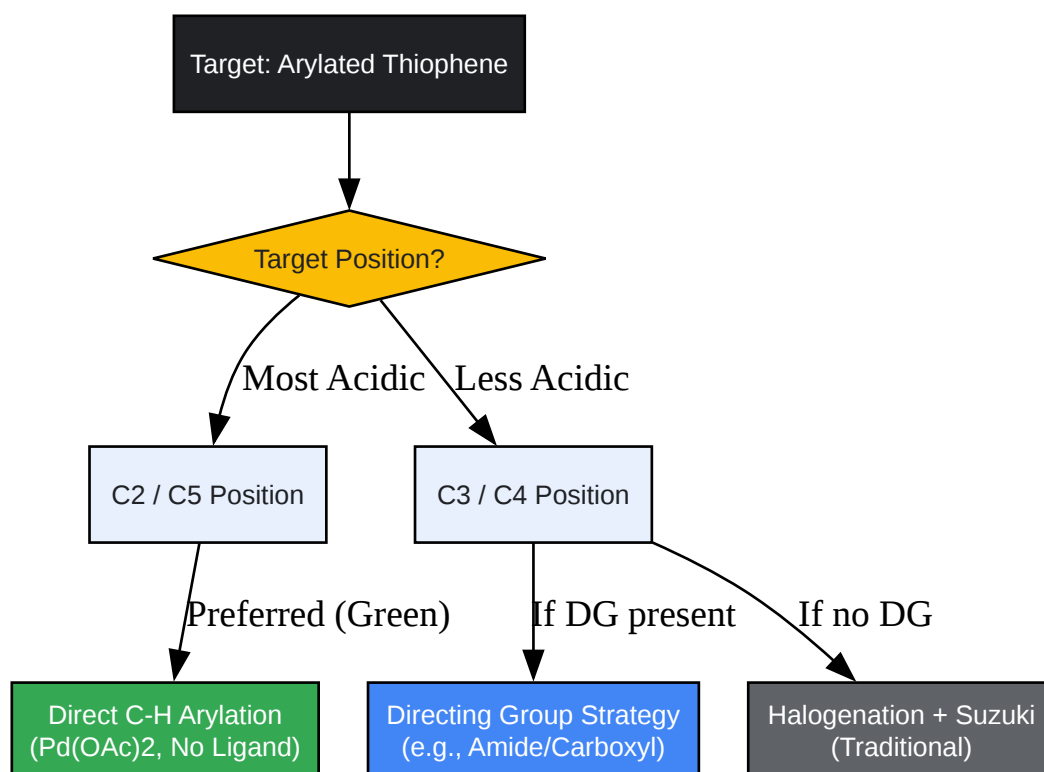 Target: Arylated Thiophene
Target Position?
Most Acidic
Less Acidic
C2 / C5 Position
C3 / C4 Position
Preferred (Green)
If DG present
If no DG
Direct C-H Arylation
(Pd(OAc)2, No Ligand)
Directing Group Strategy
(e.g., Amide/Carboxyl)
Halogenation + Suzuki
(Traditional)